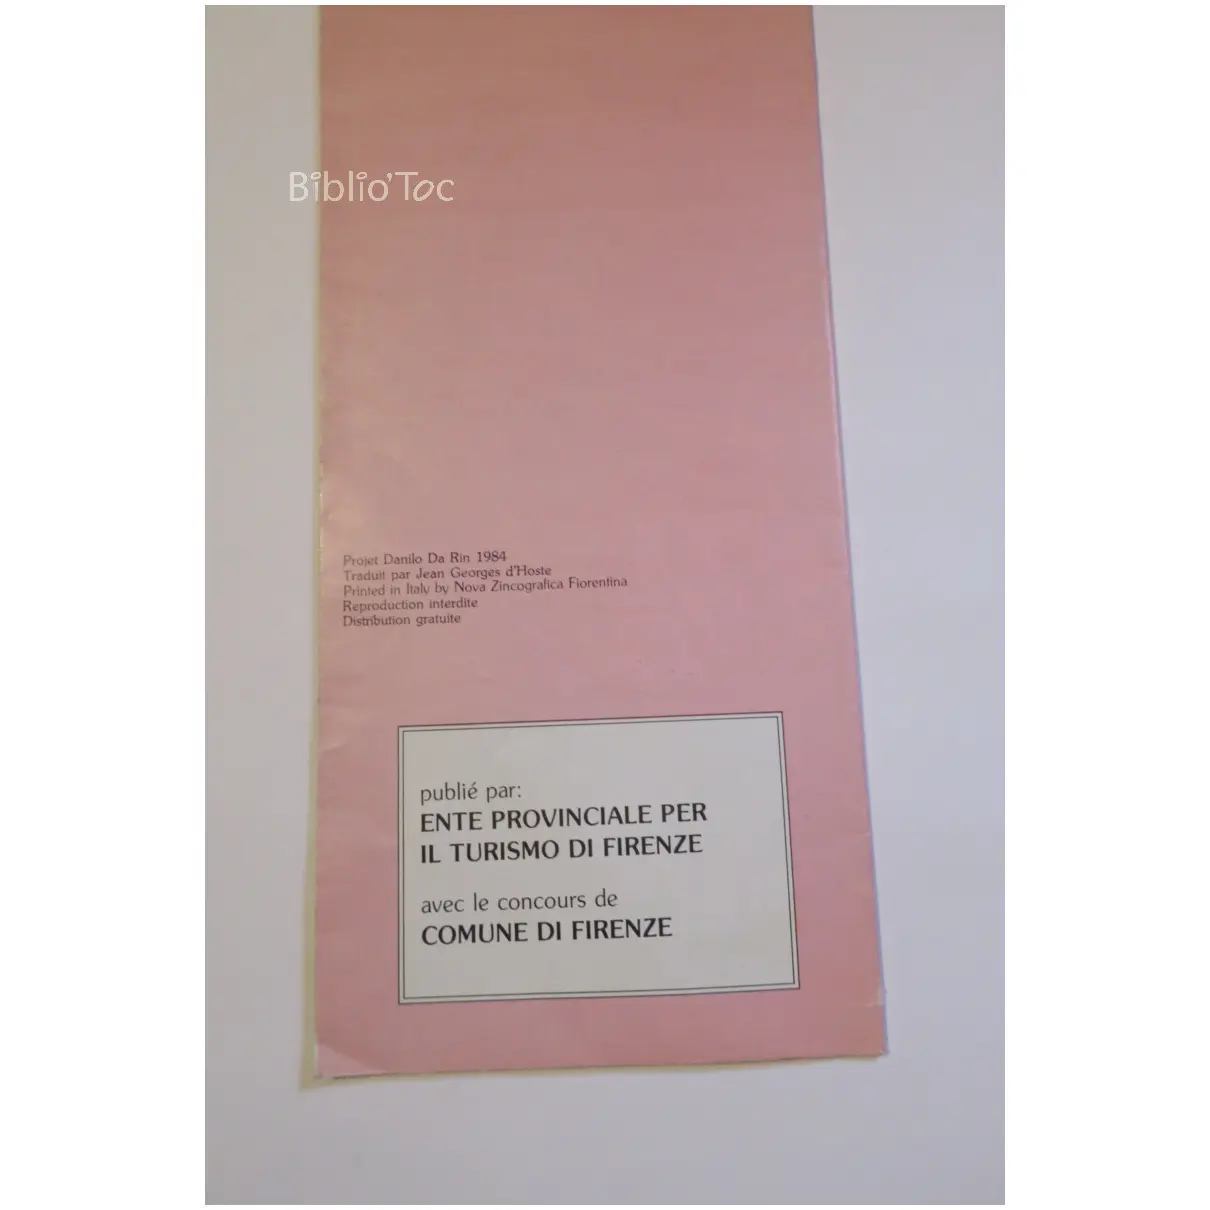 Biblio'Toc
Projet Danilo Da Rin 1984
Traduit par Jean Georges d'Hoste
Printed in Italy by Nova Zincografica Fiorentina
Reproduction interdite
Distribution gratuite
publié par:
ENTE PROVINCIALE PER
IL TURISMO DI FIRENZE
avec le concours de
COMUNE DI FIRENZE